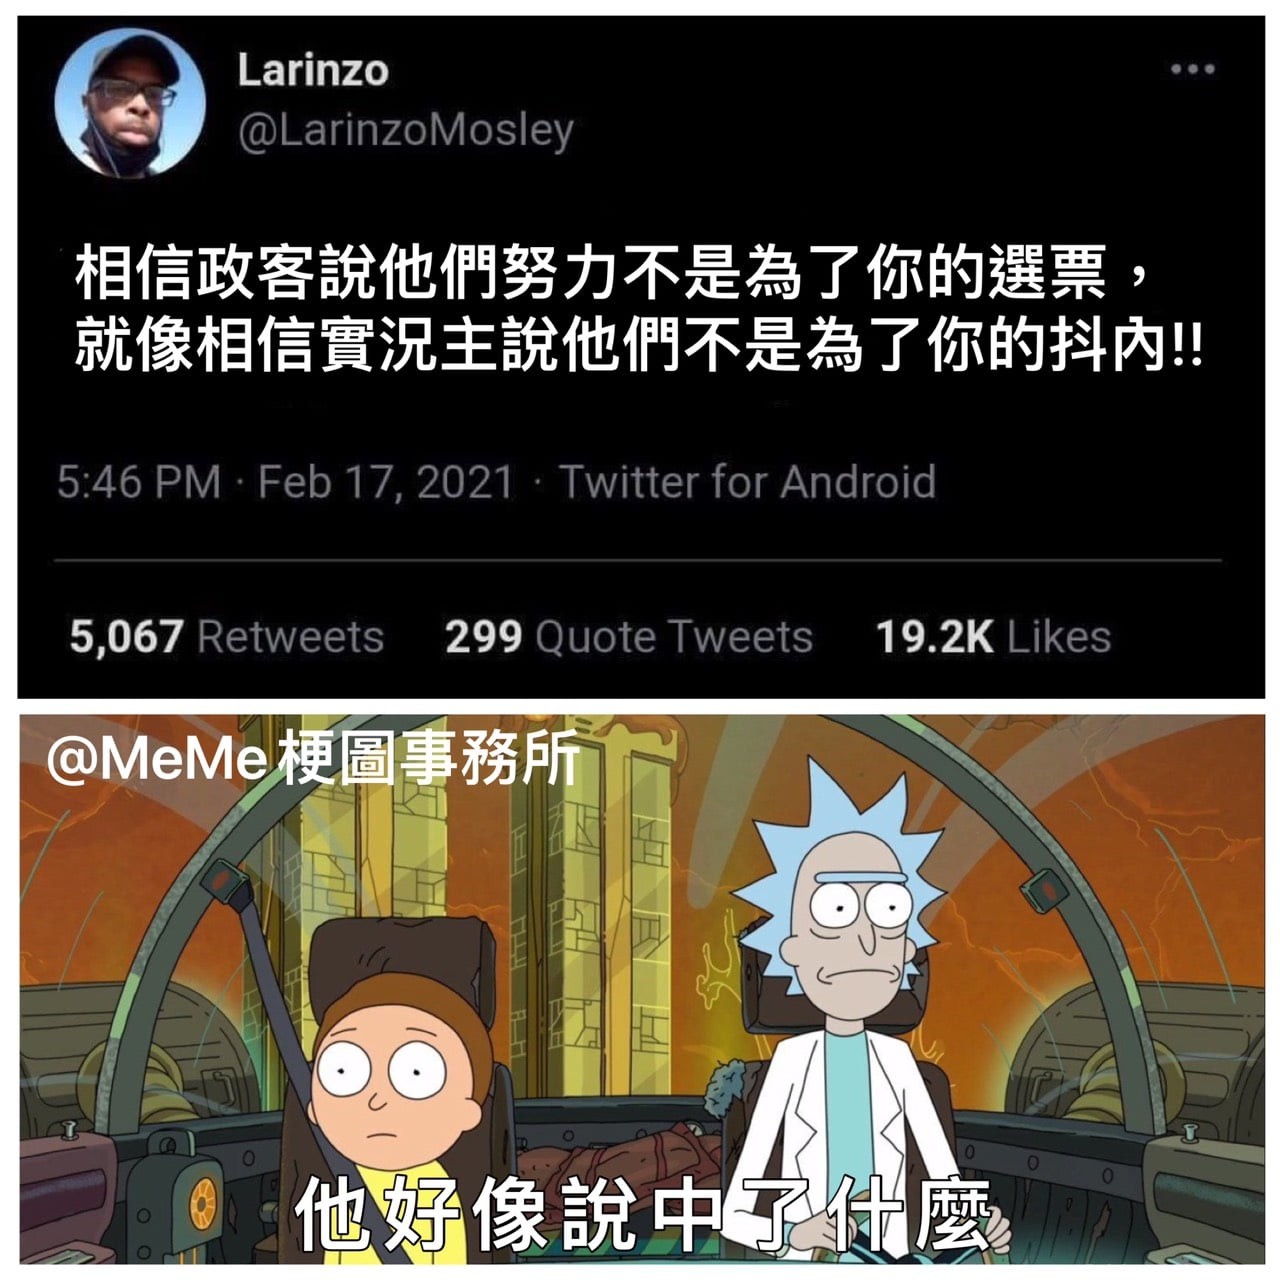 Larinzo
@LarinzoMosley
相信政客說他們努力不是為了你的選票，
就像相信實況主說他們不是為了你的抖內!!
5:46 PM · Feb 17, 2021 · Twitter for Android
5,067 Retweets 299 Quote Tweets 19.2K Likes
@MeMe梗圖事務所
他好像說中了什麼